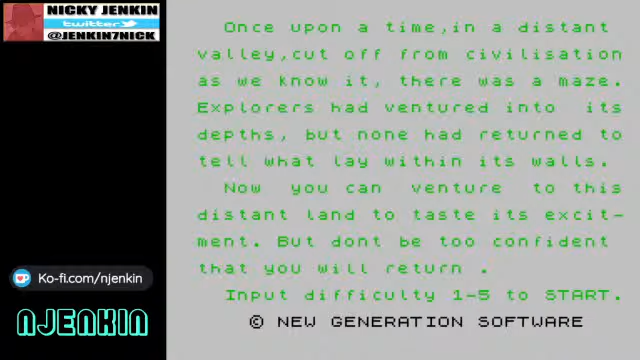 NICKY JENKIN
twitter
@JENKIN7NICK
Once upon a time,in a distant
valley,cut off from civilisation
as we know it, there was a maze.
Explorers had ventured into its
depths, but none had returned to
tell what lay within its walls.
Now you can venture to this
distant land to taste its excit-
ment. But dont be too confident
that you will return .
Input difficulty 1-5 to START.
© NEW GENERATION SOFTWARE
Ko-fi.com/njenkin
NJENKIN